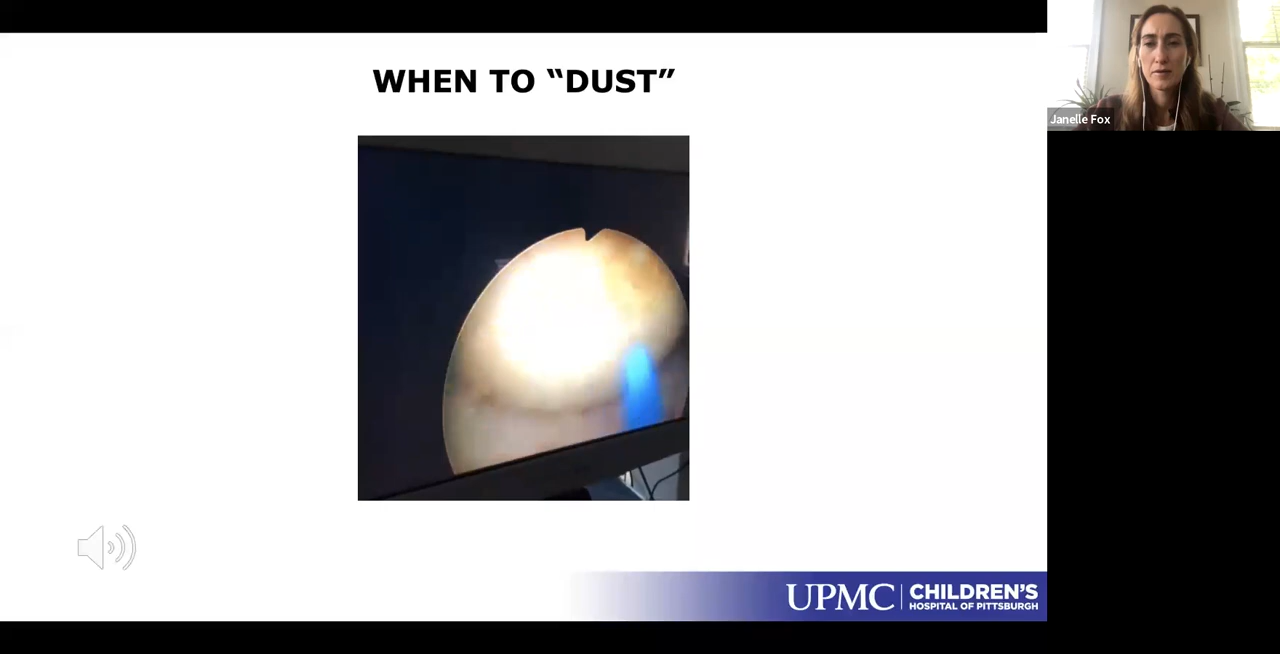 WHEN TO “DUST”
Janelle Fox
UPMC
CHILDREN'S
HOSPITAL OF PITTSBURGH